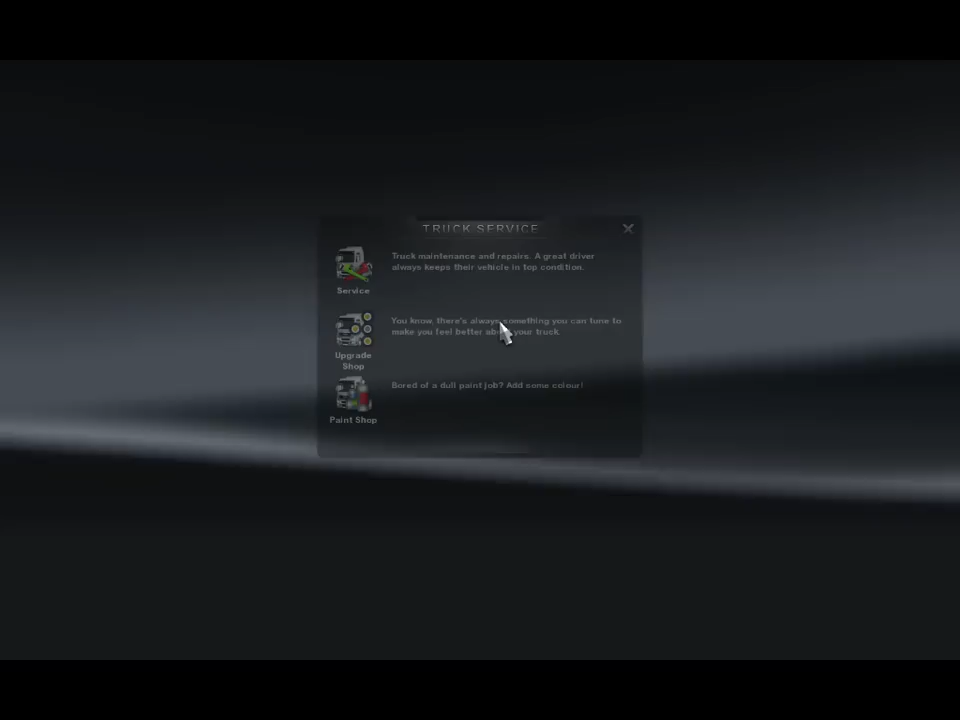 TRUCK SERVICE
Truck maintenance and repairs. A great driver
always keeps their vehicle in top condition.
Service
You know, there's always something you can tune to
make you feel better about your truck.
Upgrade
Shop
Bored of a dull paint job? Add some colour!
Paint Shop